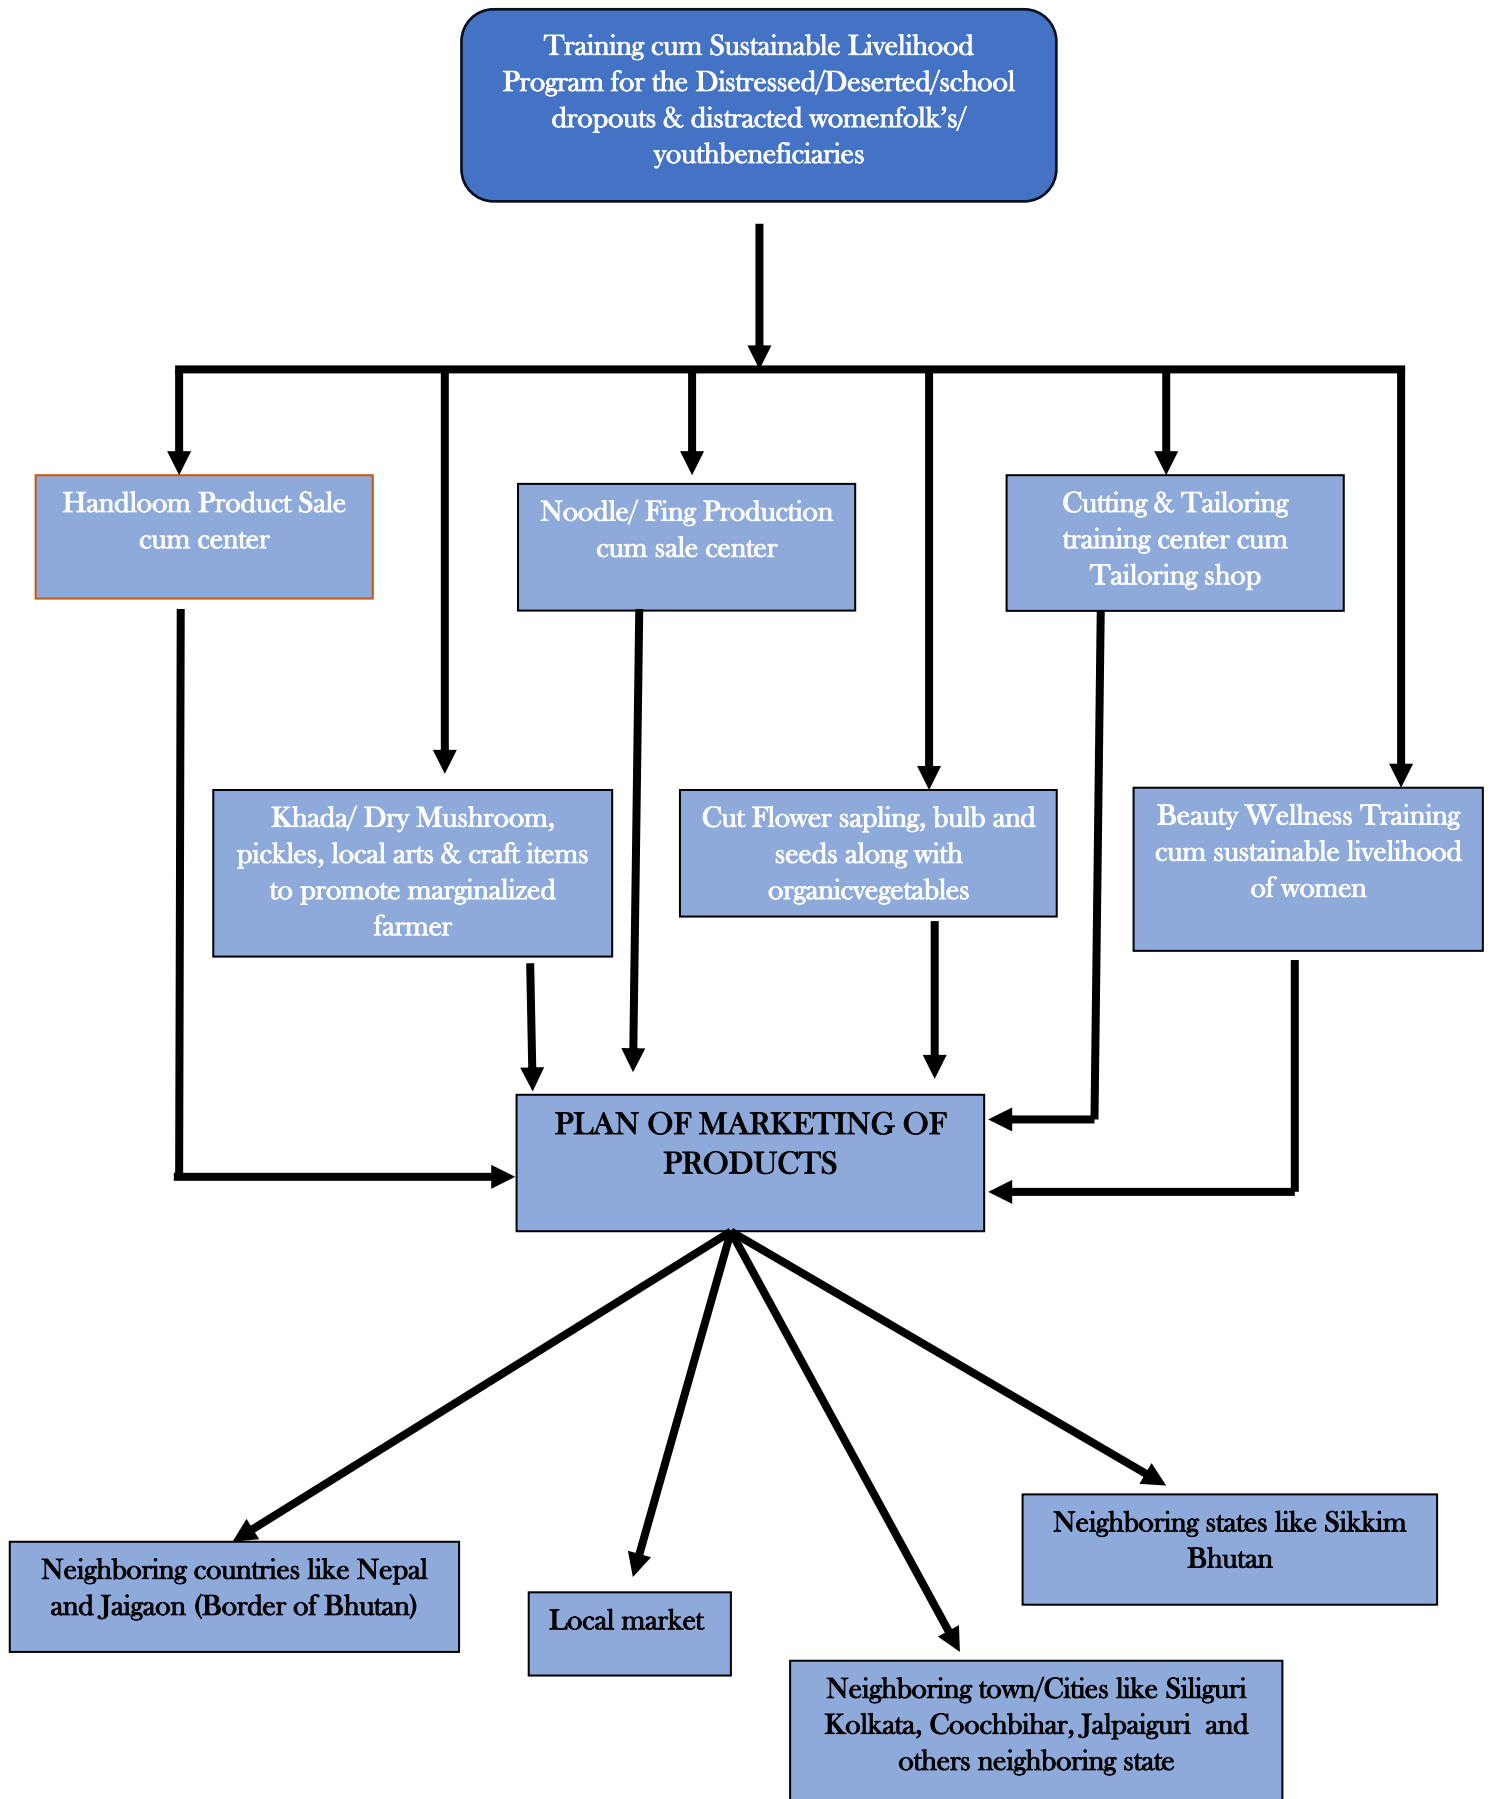 Training cum Sustainable Livelihood
Program for the Distressed/Deserted/school
dropouts & distracted womenfolk’s/
youthbeneficiaries
Handloom Product Sale
cum center
Noodle/ Fing Production
cum sale center
Cutting & Tailoring
training center cum
Tailoring shop
Khada/ Dry Mushroom,
pickles, local arts & craft items
to promote marginalized
farmer
Cut Flower sapling, bulb and
seeds along with
organicvegetables
Beauty Wellness Training
cum sustainable livelihood
of women
PLAN OF MARKETING OF
PRODUCTS
Neighboring countries like Nepal
and Jaigaon (Border of Bhutan)
Local market
Neighboring town/Cities like Siliguri
Kolkata, Coochbihar, Jalpaiguri  and
others neighboring state
Neighboring states like Sikkim
Bhutan